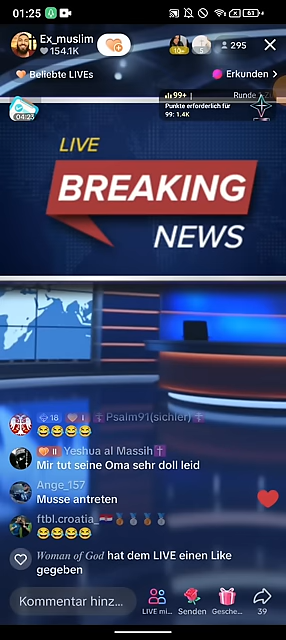 01:25
61
Ex_muslim
154.1K
10+
5
295
Beliebte LIVEs
Erkunden >
04:23
99+
Runde
Punkte erforderlich für
99: 1.4K
LIVE
BREAKING
NEWS
18 II Psalm91(sichler)
😂😂😂😂
II Yeshua al Massih
Mir tut seine Oma sehr doll leid
Ange_157
Musse antreten
ftbl.croatia_
😂😂😂😂
Woman of God hat dem LIVE einen Like
gegeben
Kommentar hinz...
LIVE mi...
Senden
Gesche...
39